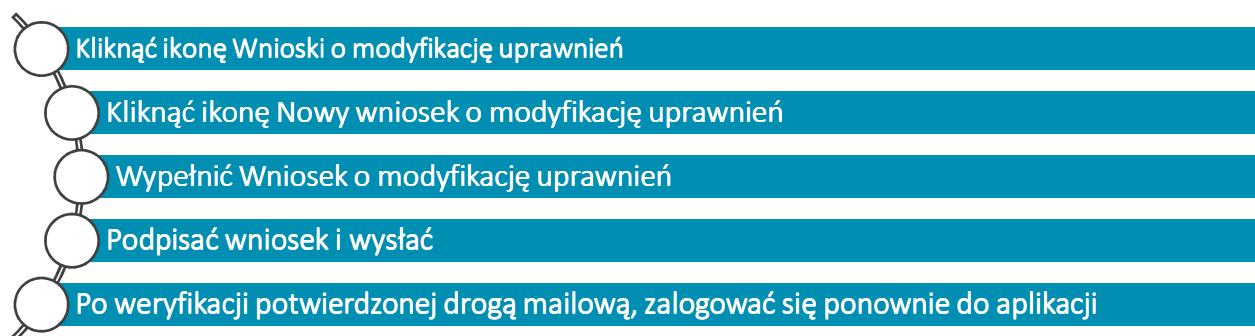 Kliknąć ikonę Wnioski o modyfikację uprawnień
Kliknąć ikonę Nowy wniosek o modyfikację uprawnień
Wypełnić Wniosek o modyfikację uprawnień
Podpisać wniosek i wysłać
Po weryfikacji potwierdzonej drogą mailową, zalogować się ponownie do aplikacji